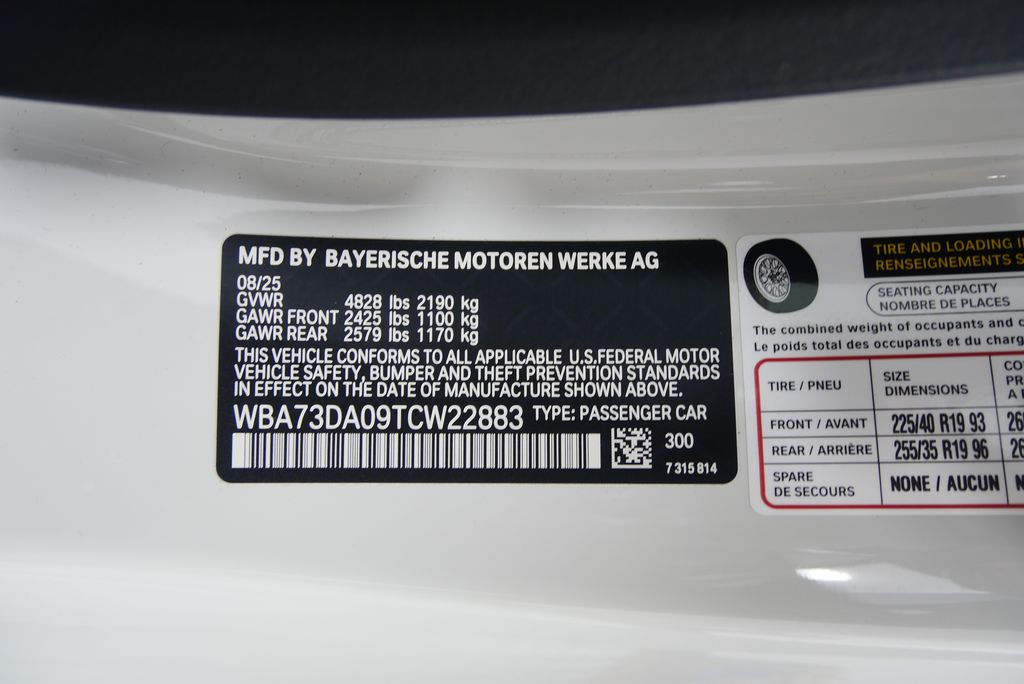 MFD BY BAYERISCHE MOTOREN WERKE AG
08/25
GVWR 4828 lbs 2190 kg
GAWR FRONT 2425 lbs 1100 kg
GAWR REAR 2579 lbs 1170 kg
THIS VEHICLE CONFORMS TO ALL APPLICABLE U.S.FEDERAL MOTOR
VEHICLE SAFETY, BUMPER AND THEFT PREVENTION STANDARDS
IN EFFECT ON THE DATE OF MANUFACTURE SHOWN ABOVE.
WBA73DA09TCW22883 TYPE: PASSENGER CAR
300
7 315 814
TIRE AND LOADING
RENSEIGNEMENTS
SEATING CAPACITY
NOMBRE DE PLACES
The combined weight of occupants and
Le poids total des occupants et du
TIRE / PNEU
SIZE
DIMENSIONS
FRONT / AVANT 225/40 R19 93
REAR / ARRIÈRE 255/35 R19 96
SPARE
DE SECOURS
NONE / AUCUN